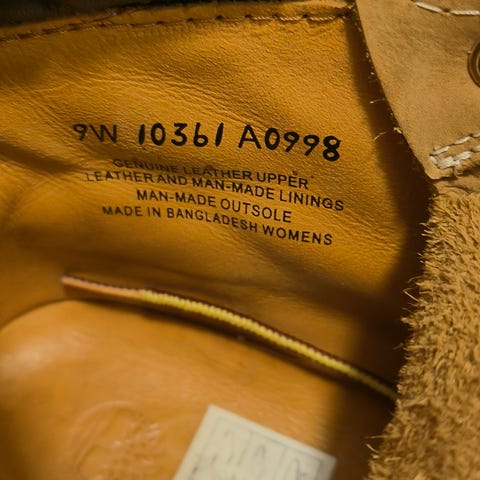 9W 10361 A0998
GENUINE LEATHER UPPER
LEATHER AND MAN-MADE LININGS
MAN-MADE OUTSOLE
MADE IN BANGLADESH WOMENS